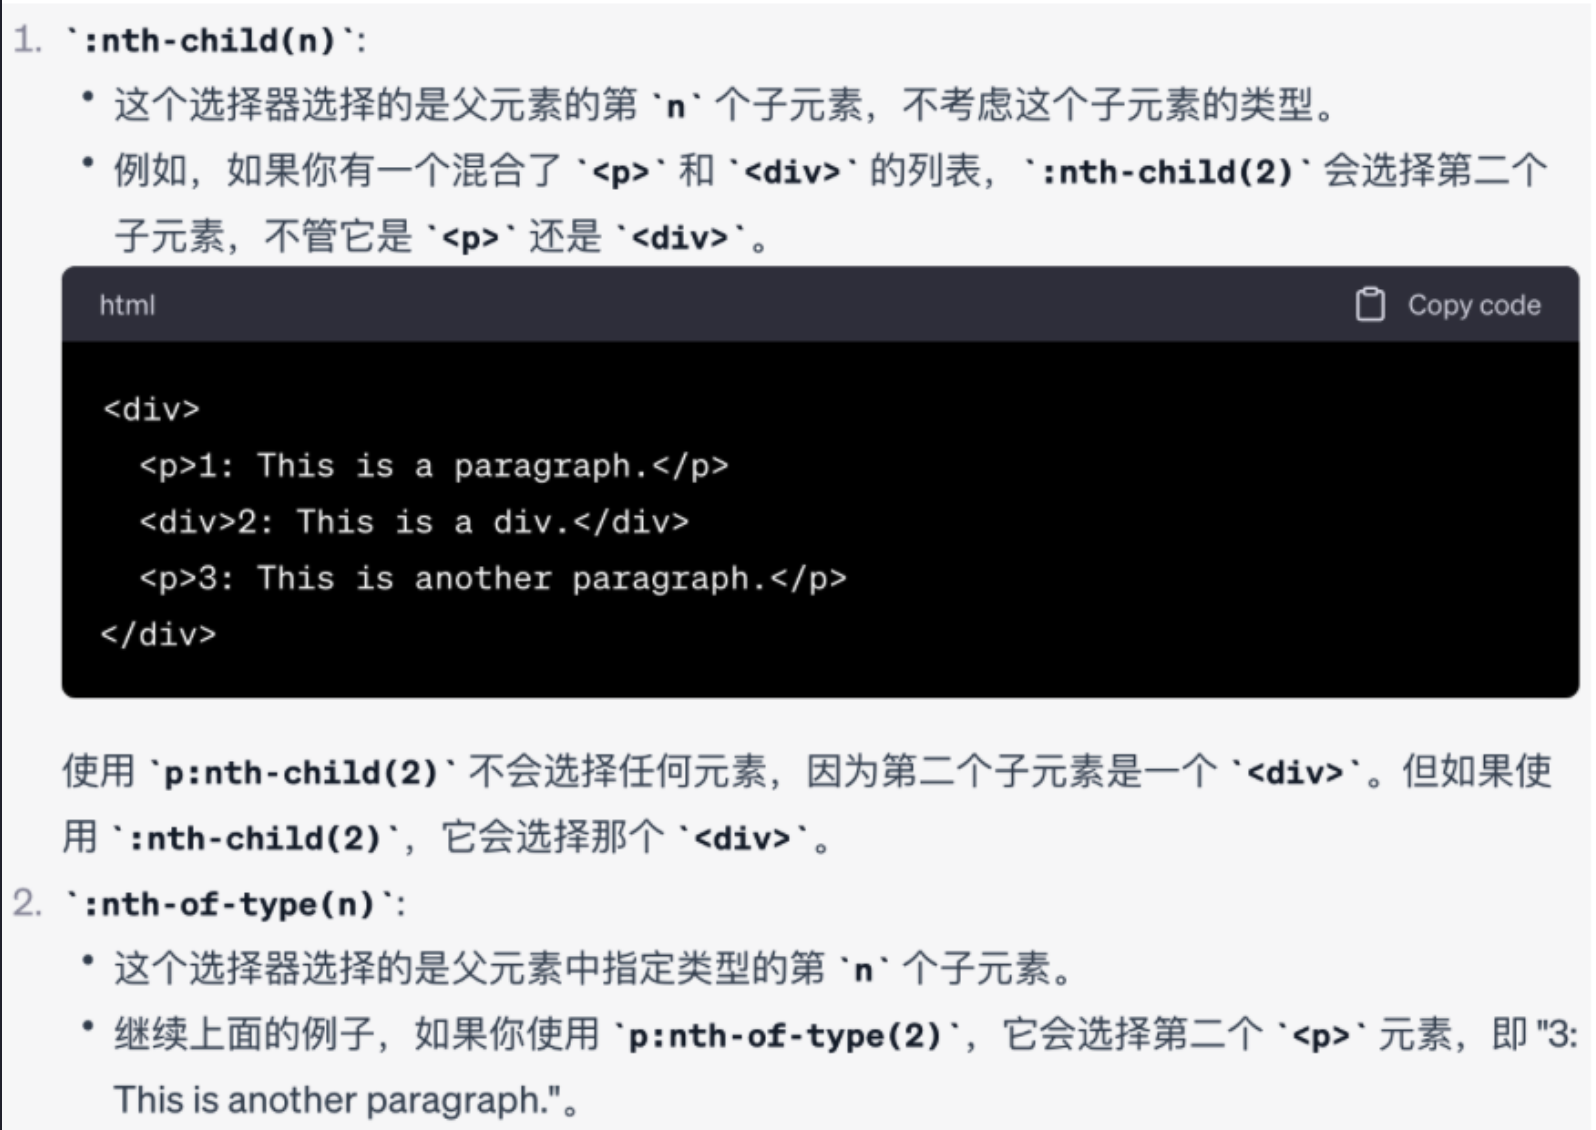 1. `:nth-child(n)`:
• 这个选择器选择的是父元素的第 `n` 个子元素，不考虑这个子元素的类型。
• 例如，如果你有一个混合了 `<p>` 和 `<div>` 的列表，`:nth-child(2)` 会选择第二个
子元素，不管它是 `<p>` 还是 `<div>`。
html Copy code
<div>
  <p>1: This is a paragraph.</p>
  <div>2: This is a div.</div>
  <p>3: This is another paragraph.</p>
</div>
使用 `p:nth-child(2)` 不会选择任何元素，因为第二个子元素是一个 `<div>`。但如果使
用 `:nth-child(2)`，它会选择那个 `<div>`。
2. `:nth-of-type(n)`:
• 这个选择器选择的是父元素中指定类型的第 `n` 个子元素。
• 继续上面的例子，如果你使用 `p:nth-of-type(2)`，它会选择第二个 `<p>` 元素，即 "3:
This is another paragraph."。